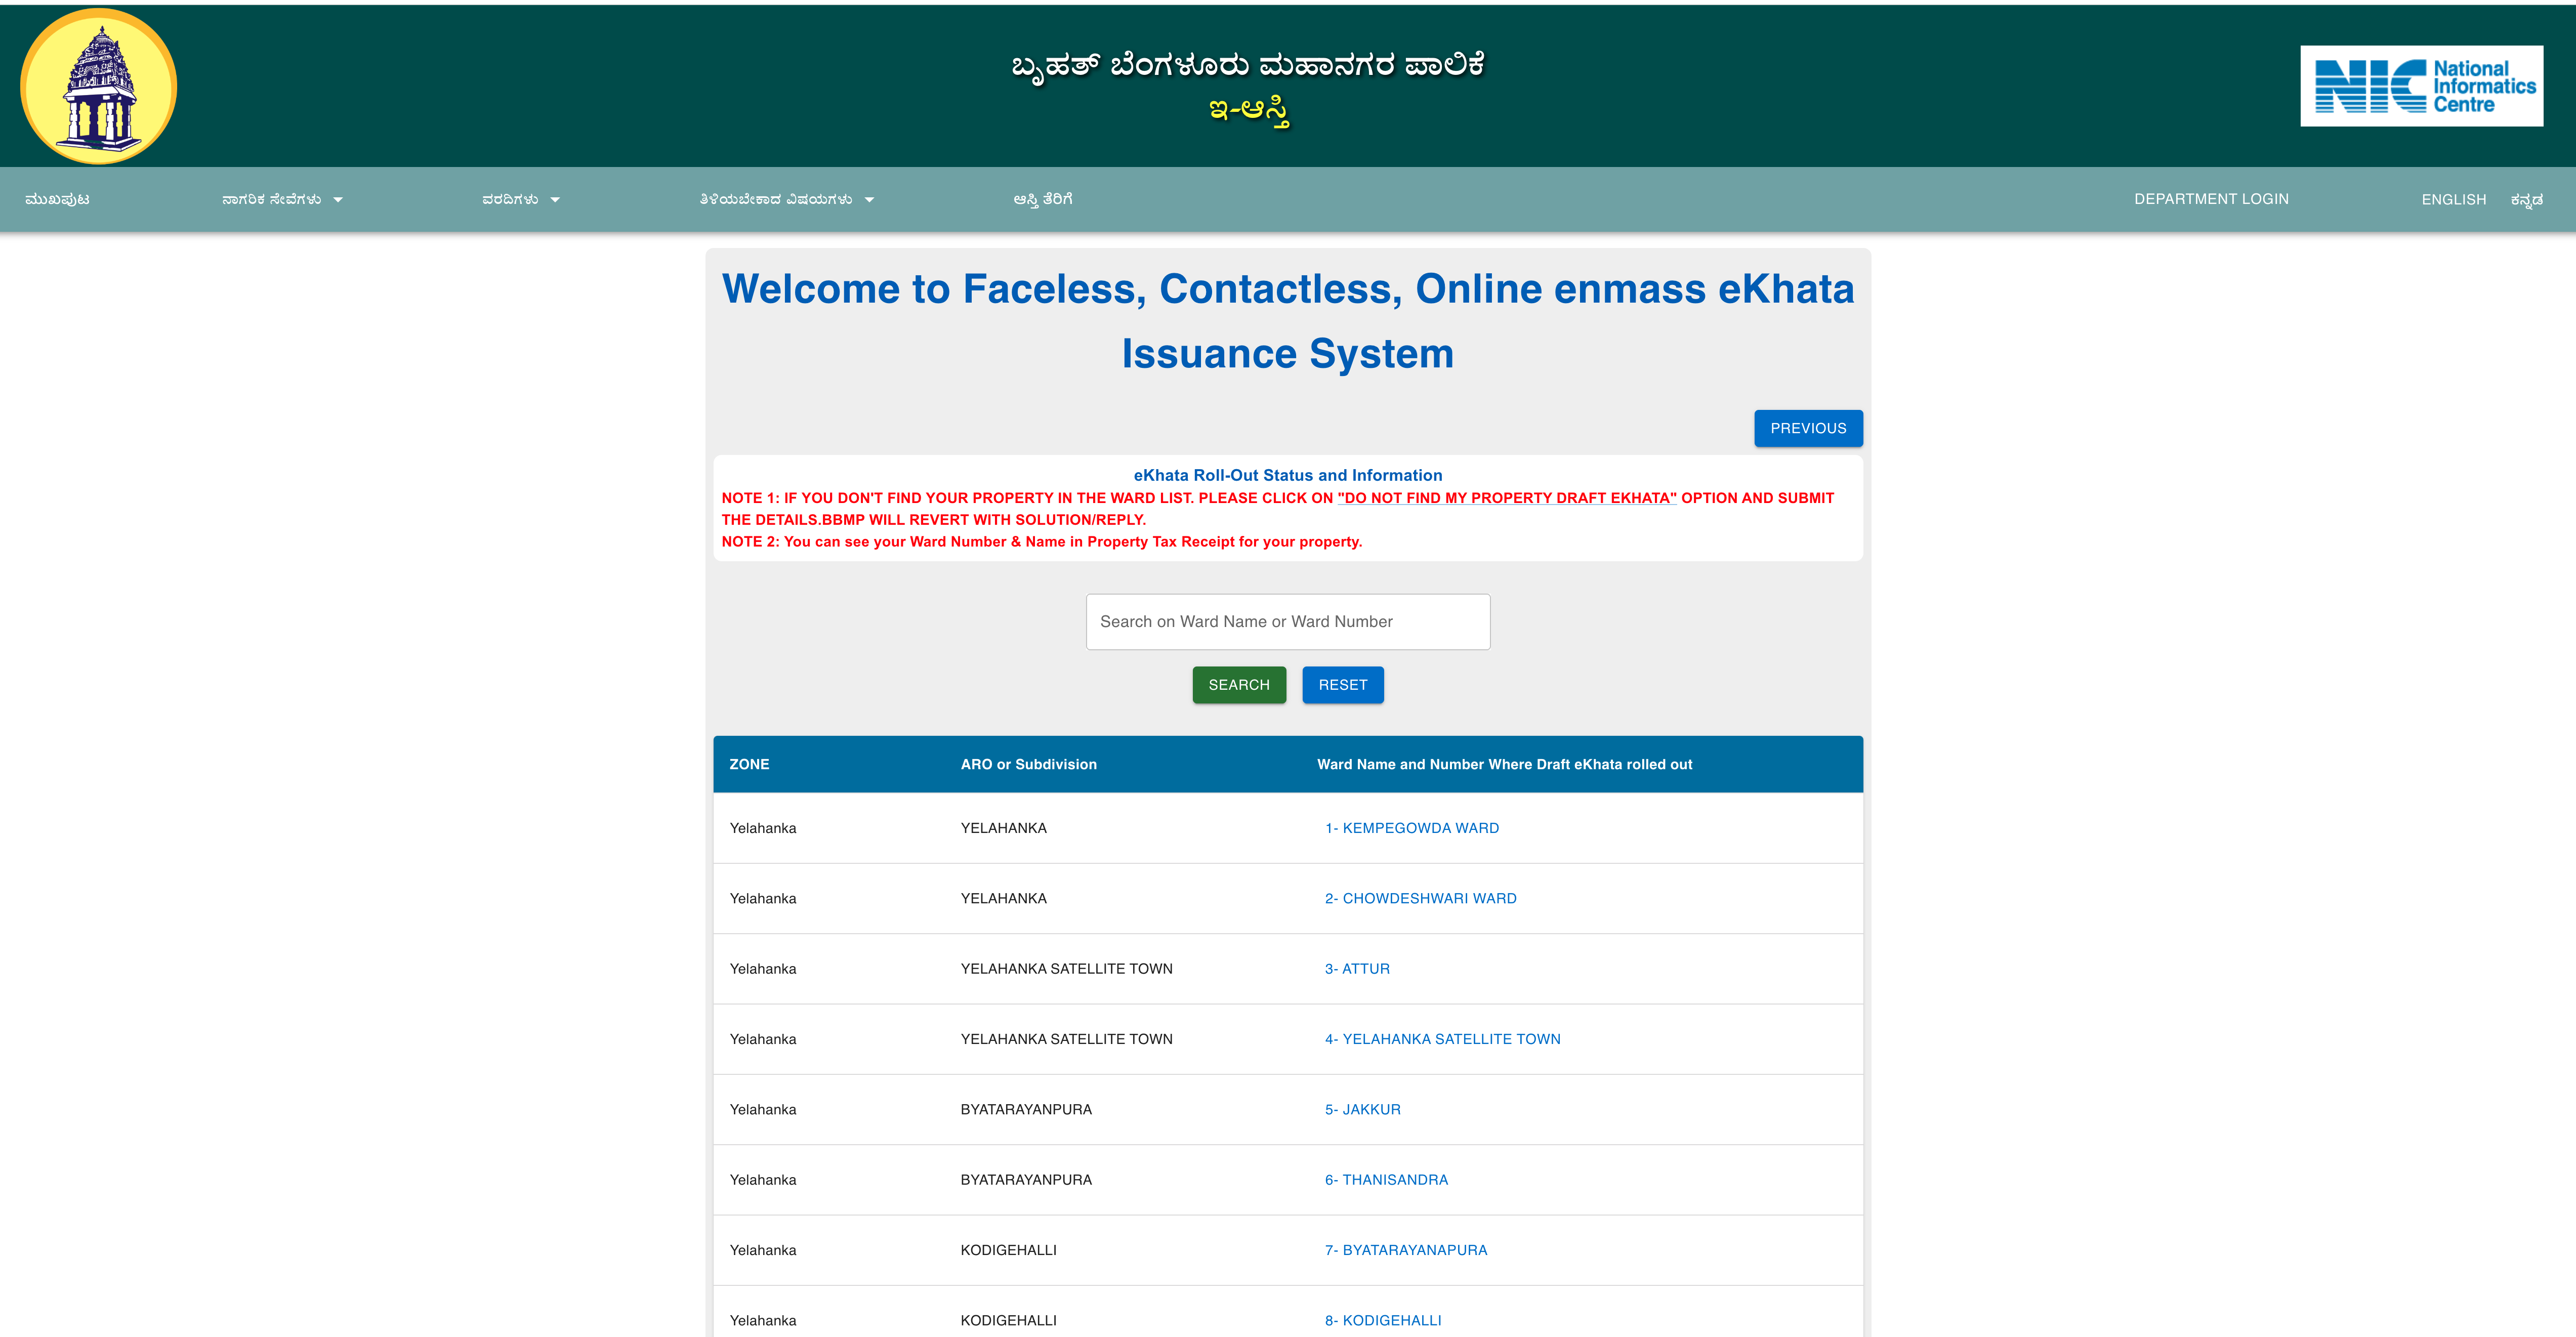 ಬೃಹತ್ ಬೆಂಗಳೂರು ಮಹಾನಗರ ಪಾಲಿಕೆ
ಇ-ಆಸ್ತಿ
NIC National Informatics Centre
ಮುಖಪುಟ ನಾಗರಿಕ ಸೇವೆಗಳು ವರದಿಗಳು ತಿಳಿಯಬೇಕಾದ ವಿಷಯಗಳು ಆಸ್ತಿ ತೆರಿಗೆ DEPARTMENT LOGIN ENGLISH ಕನ್ನಡ
Welcome to Faceless, Contactless, Online enmass eKhata
Issuance System
PREVIOUS
eKhata Roll-Out Status and Information
NOTE 1: IF YOU DON'T FIND YOUR PROPERTY IN THE WARD LIST. PLEASE CLICK ON "DO NOT FIND MY PROPERTY DRAFT EKHATA" OPTION AND SUBMIT
THE DETAILS.BBMP WILL REVERT WITH SOLUTION/REPLY.
NOTE 2: You can see your Ward Number & Name in Property Tax Receipt for your property.
Search on Ward Name or Ward Number
SEARCH RESET
ZONE ARO or Subdivision Ward Name and Number Where Draft eKhata rolled out
Yelahanka YELAHANKA 1- KEMPEGOWDA WARD
Yelahanka YELAHANKA 2- CHOWDESHWARI WARD
Yelahanka YELAHANKA SATELLITE TOWN 3- ATTUR
Yelahanka YELAHANKA SATELLITE TOWN 4- YELAHANKA SATELLITE TOWN
Yelahanka BYATARAYANPURA 5- JAKKUR
Yelahanka BYATARAYANPURA 6- THANISANDRA
Yelahanka KODIGEHALLI 7- BYATARAYANAPURA
Yelahanka KODIGEHALLI 8- KODIGEHALLI